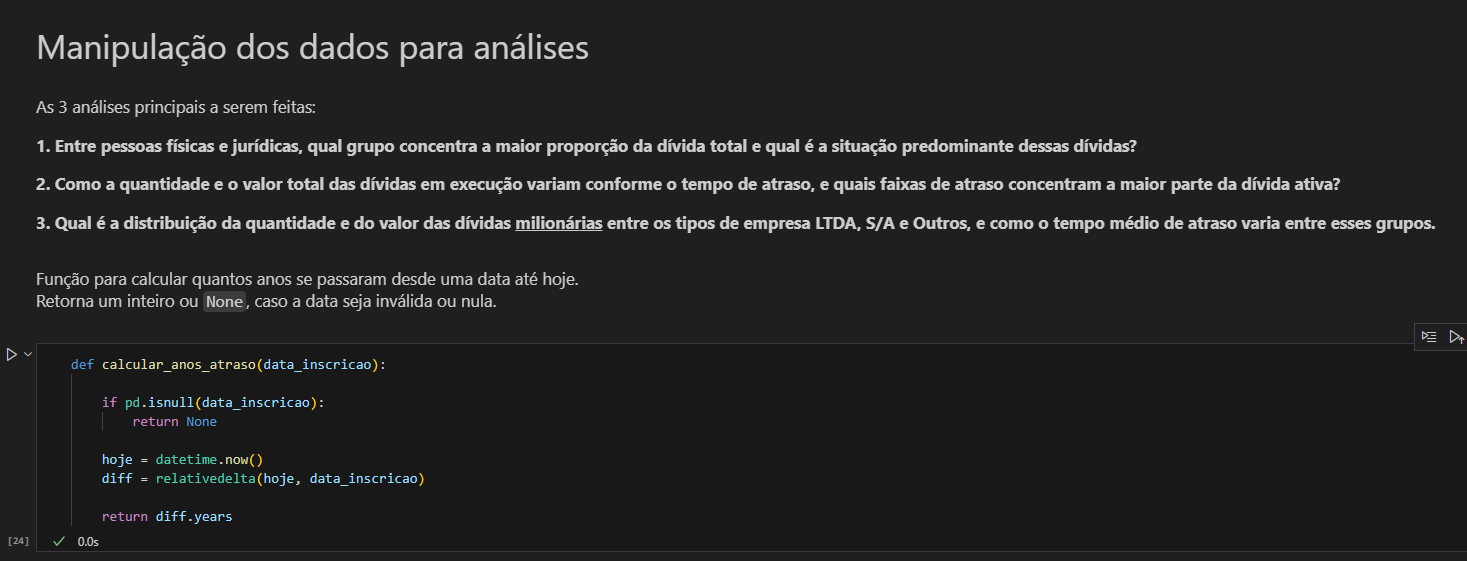 Manipulação dos dados para análises
As 3 análises principais a serem feitas:
1. Entre pessoas físicas e jurídicas, qual grupo concentra a maior proporção da dívida total e qual é a situação predominante dessas dívidas?
2. Como a quantidade e o valor total das dívidas em execução variam conforme o tempo de atraso, e quais faixas de atraso concentram a maior parte da dívida ativa?
3. Qual é a distribuição da quantidade e do valor das dívidas milionárias entre os tipos de empresa LTDA, S/A e Outros, e como o tempo médio de atraso varia entre esses grupos.
Função para calcular quantos anos se passaram desde uma data até hoje.
Retorna um inteiro ou None, caso a data seja inválida ou nula.
def calcular_anos_atraso(data_inscricao):
if pd.isnull(data_inscricao):
return None
hoje = datetime.now()
diff = relativedelta(hoje, data_inscricao)
return diff.years
[24] 0.0s